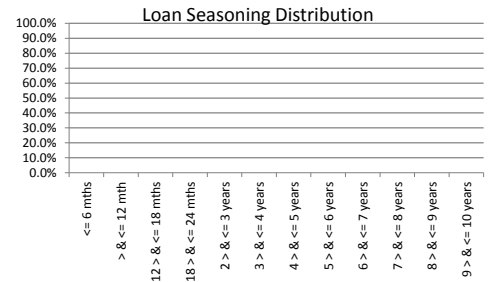 Loan Seasoning Distribution
100.0%
90.0%
80.0%
70.0%
60.0%
50.0%
40.0%
30.0%
20.0%
10.0%
0.0%
<= 6 mths
> & <= 12 mth
12 > & <= 18 mths
18 > & <= 24 mths
2 > & <= 3 years
3 > & <= 4 years
4 > & <= 5 years
5 > & <= 6 years
6 > & <= 7 years
7 > & <= 8 years
8 > & <= 9 years
9 > & <= 10 years